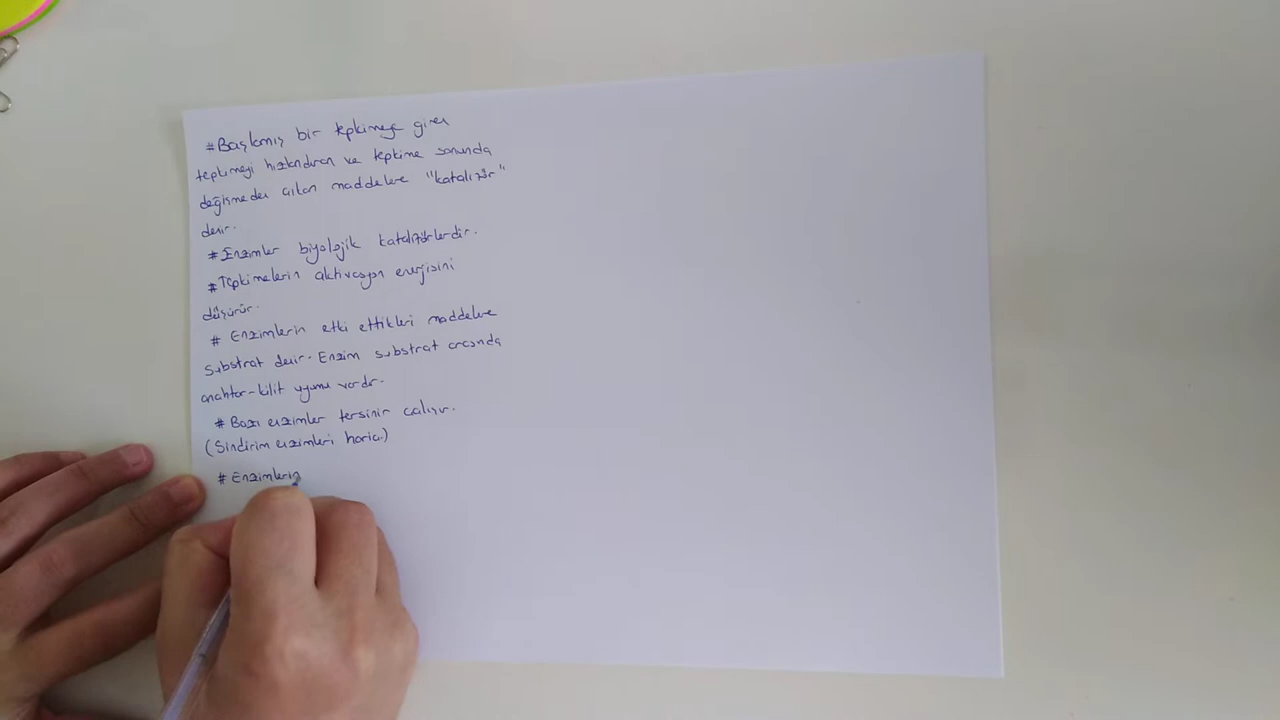 #Başlamış bir tepkimeye giren
tepkimeyi hızlandıran ve tepkime sonunda
değişmeden çıkan maddelere "katalizör"
denir.
#Enzimler biyolojik katalizörlerdir.
#Tepkimelerin aktivasyon enerjisini
düşürür.
# Enzimlerin etki ettikleri maddelere
substrat denir. Enzim substrat arasında
anahtar-kilit uyumu vardır.
# Bazı enzimler tersinir çalışır.
(Sindirim enzimleri hariç.)
# Enzimlerin